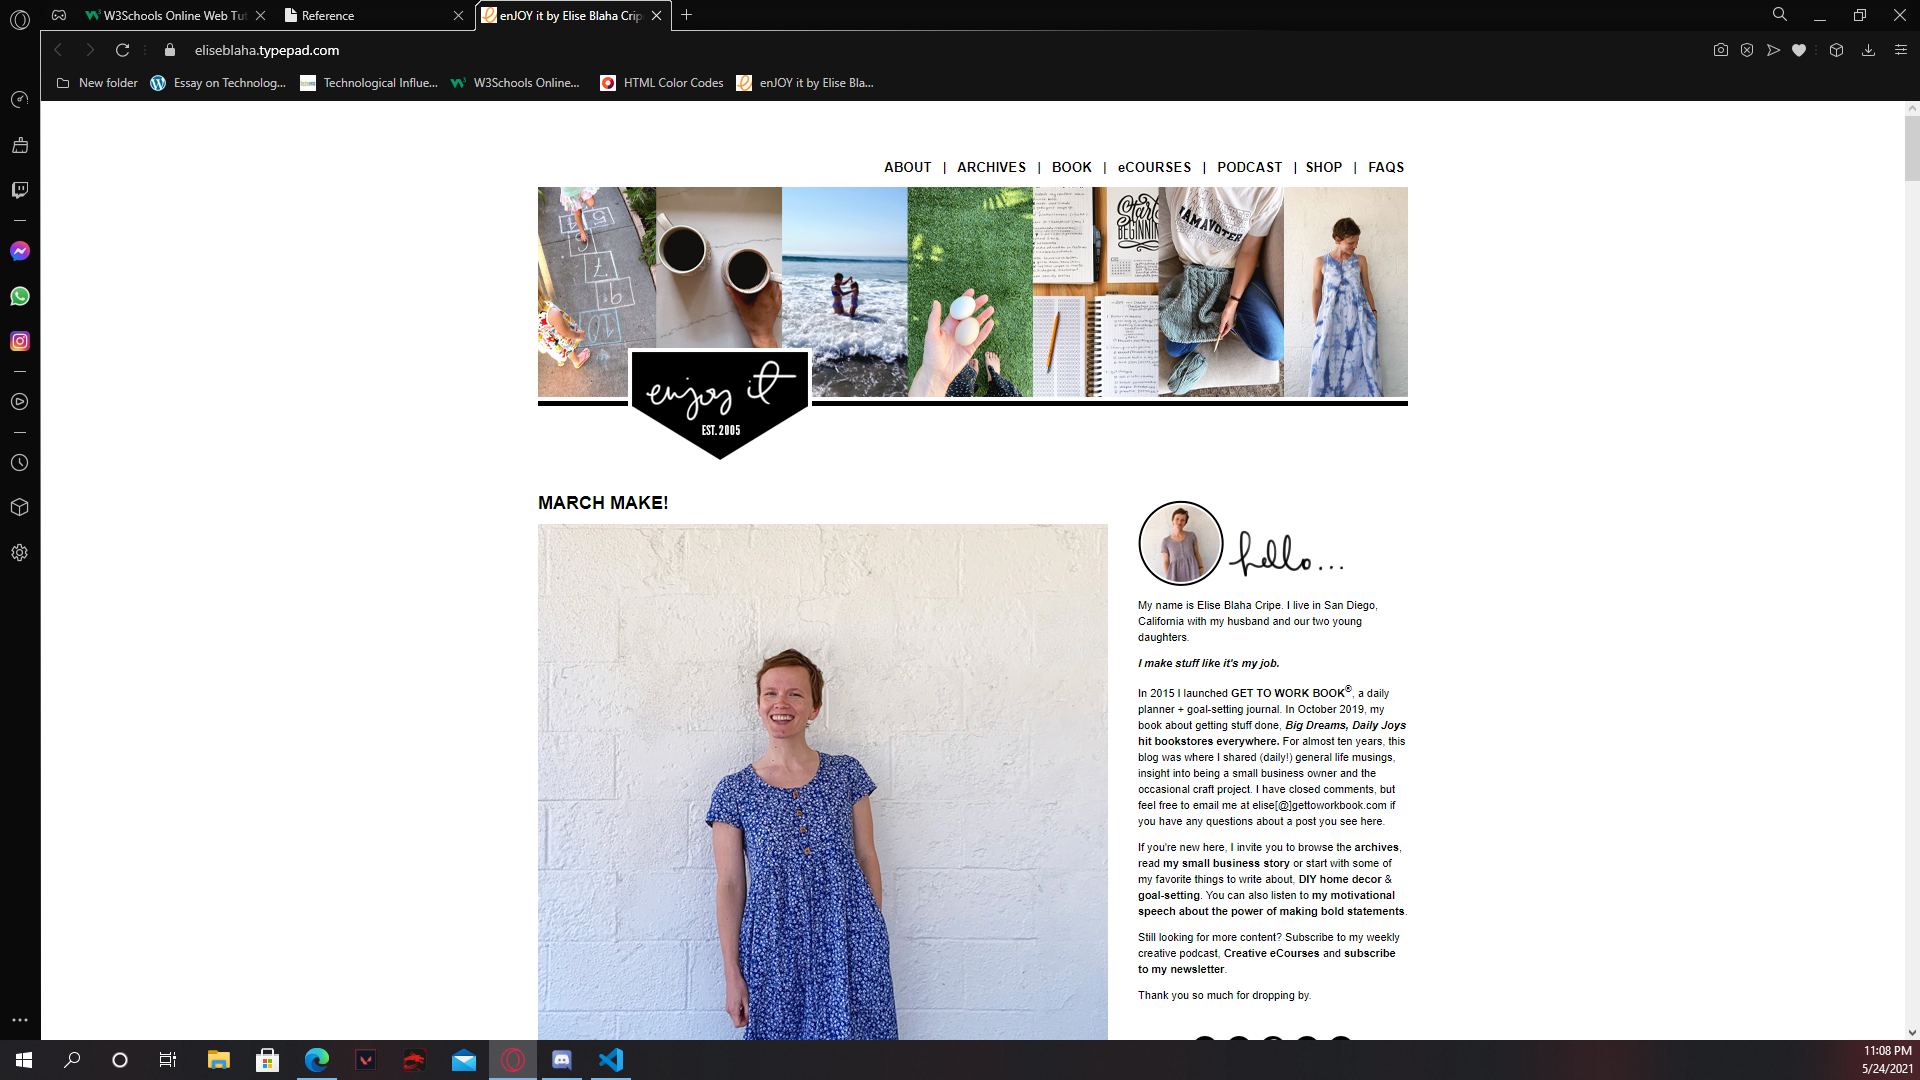 W3Schools Online Web Tut
Reference
enJOY it by Elise Blaha Crip
eliseblaha.typepad.com
New folder
Essay on Technolog...
Technological Influe...
W3Schools Online...
HTML Color Codes
enJOY it by Elise Bla...
ABOUT | ARCHIVES | BOOK | eCOURSES | PODCAST | SHOP | FAQS
5
7
9
10
Start
BEGINNING
IAMAVOTER
enjoy it
EST. 2005
MARCH MAKE!
hello...
My name is Elise Blaha Cripe. I live in San Diego,
California with my husband and our two young
daughters.
I make stuff like it's my job.
In 2015 I launched GET TO WORK BOOK®, a daily
planner + goal-setting journal. In October 2019, my
book about getting stuff done, Big Dreams, Daily Joys
hit bookstores everywhere. For almost ten years, this
blog was where I shared (daily!) general life musings,
insight into being a small business owner and the
occasional craft project. I have closed comments, but
feel free to email me at elise[@]gettoworkbook.com if
you have any questions about a post you see here.
If you're new here, I invite you to browse the archives,
read my small business story or start with some of
my favorite things to write about, DIY home decor &
goal-setting. You can also listen to my motivational
speech about the power of making bold statements.
Still looking for more content? Subscribe to my weekly
creative podcast, Creative eCourses and subscribe
to my newsletter.
Thank you so much for dropping by.
11:08 PM
5/24/2021